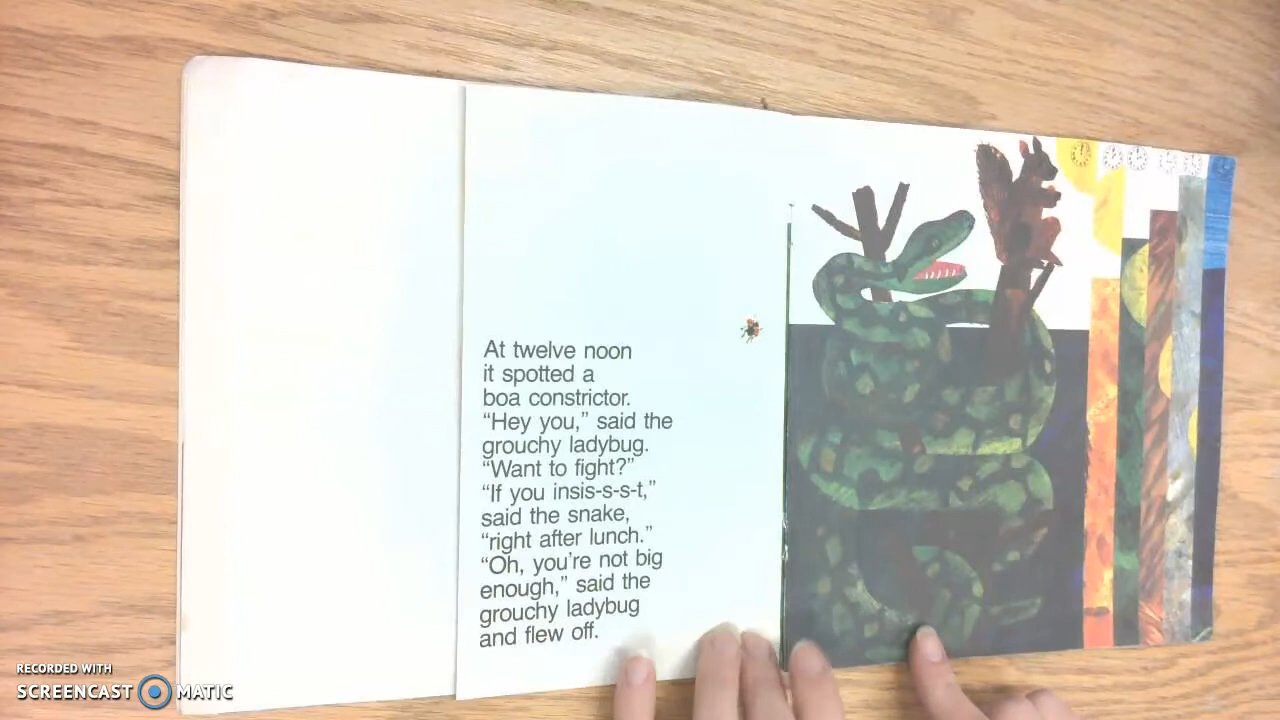 At twelve noon
it spotted a
boa constrictor.
“Hey you,” said the
grouchy ladybug.
“Want to fight?”
“If you insis-s-s-t,”
said the snake,
“right after lunch.”
“Oh, you’re not big
enough,” said the
grouchy ladybug
and flew off.
RECORDED WITH
SCREENCAST MATIC